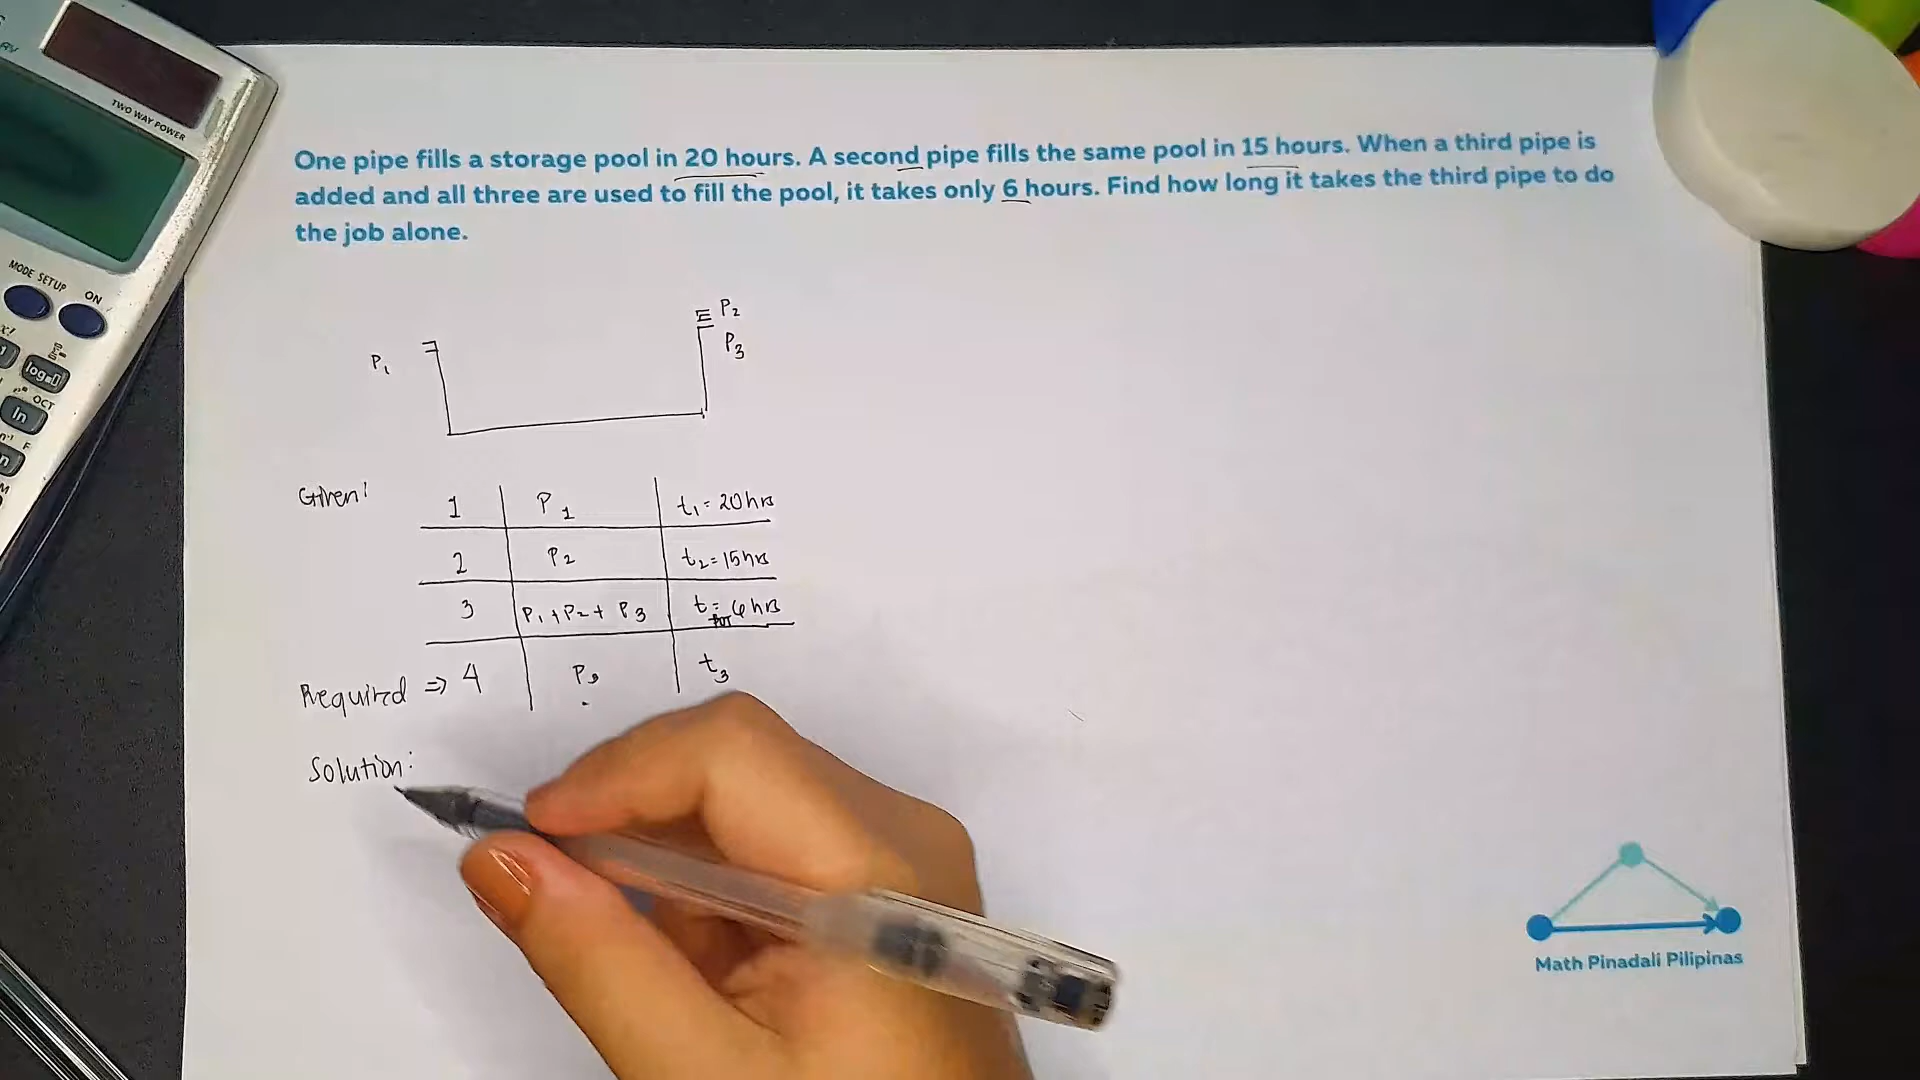 TWO WAY POWER
MODE SETUP ON
log
OCT
ln
One pipe fills a storage pool in 20 hours. A second pipe fills the same pool in 15 hours. When a third pipe is
added and all three are used to fill the pool, it takes only 6 hours. Find how long it takes the third pipe to do
the job alone.
P₂
P₃
P₁
Given:
1 P₁ t₁ = 20hrs
2 P₂ t₂ = 15hrs
3 P₁ + P₂ + P₃ t = 6hrs
Required => 4 P₃ t₃
Solution:
Math Pinadali Pilipinas